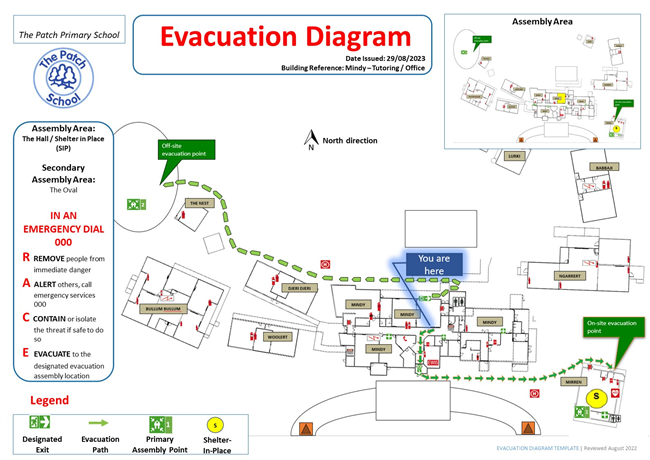 The Patch Primary School
The Patch
School
Evacuation Diagram
Date Issued: 29/08/2023
Building Reference: Mindy – Tutoring / Office
Assembly Area
Assembly Area:
The Hall / Shelter in Place
(SIP)
Secondary
Assembly Area:
The Oval
IN AN
EMERGENCY DIAL
000
R REMOVE people from
immediate danger
A ALERT others, call
emergency services
000
C CONTAIN or isolate
the threat if safe to do
so
E EVACUATE to the
designated evacuation
assembly location
Off-site
evacuation point
N
North direction
LURRI
BARRAJI
THE NEST
You are
here
NGARRERT
DJERI DJERI
BULLUM BULLUM
MINDY
MINDY
MINDY
WOOLERT
MINDY
On-site evacuation
point
MIRREN
S
Legend
1
S
Designated
Exit
Evacuation
Path
Primary
Assembly Point
Shelter-
In-Place
EVACUATION DIAGRAM TEMPLATE | Reviewed August 2022